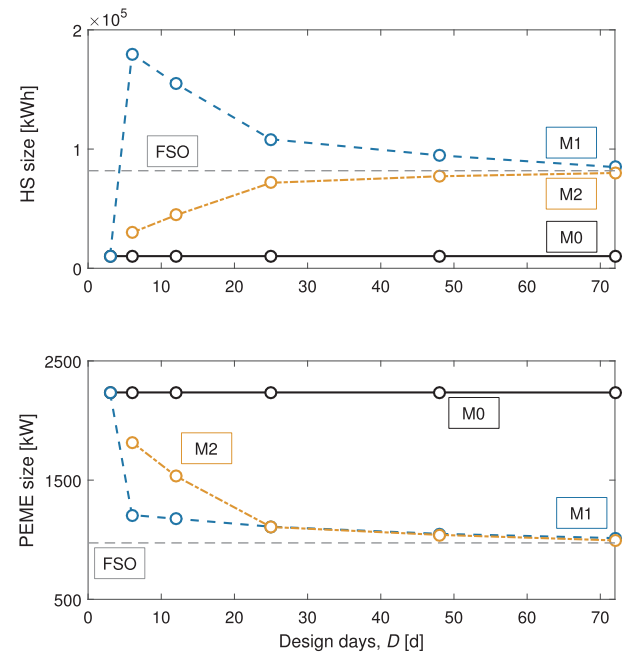 ×10⁵
2
1
0
HS size [kWh]
FSO
M1
M2
M0
0 10 20 30 40 50 60 70
2500
1500
500
PEME size [kW]
M0
M2
M1
FSO
0 10 20 30 40 50 60 70
Design days, D [d]